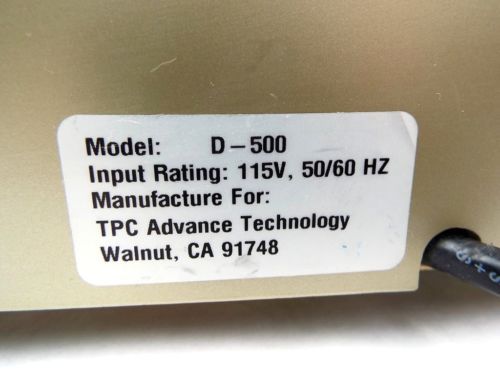 Model: D-500
Input Rating: 115V, 50/60 HZ
Manufacture For:
TPC Advance Technology
Walnut, CA 91748